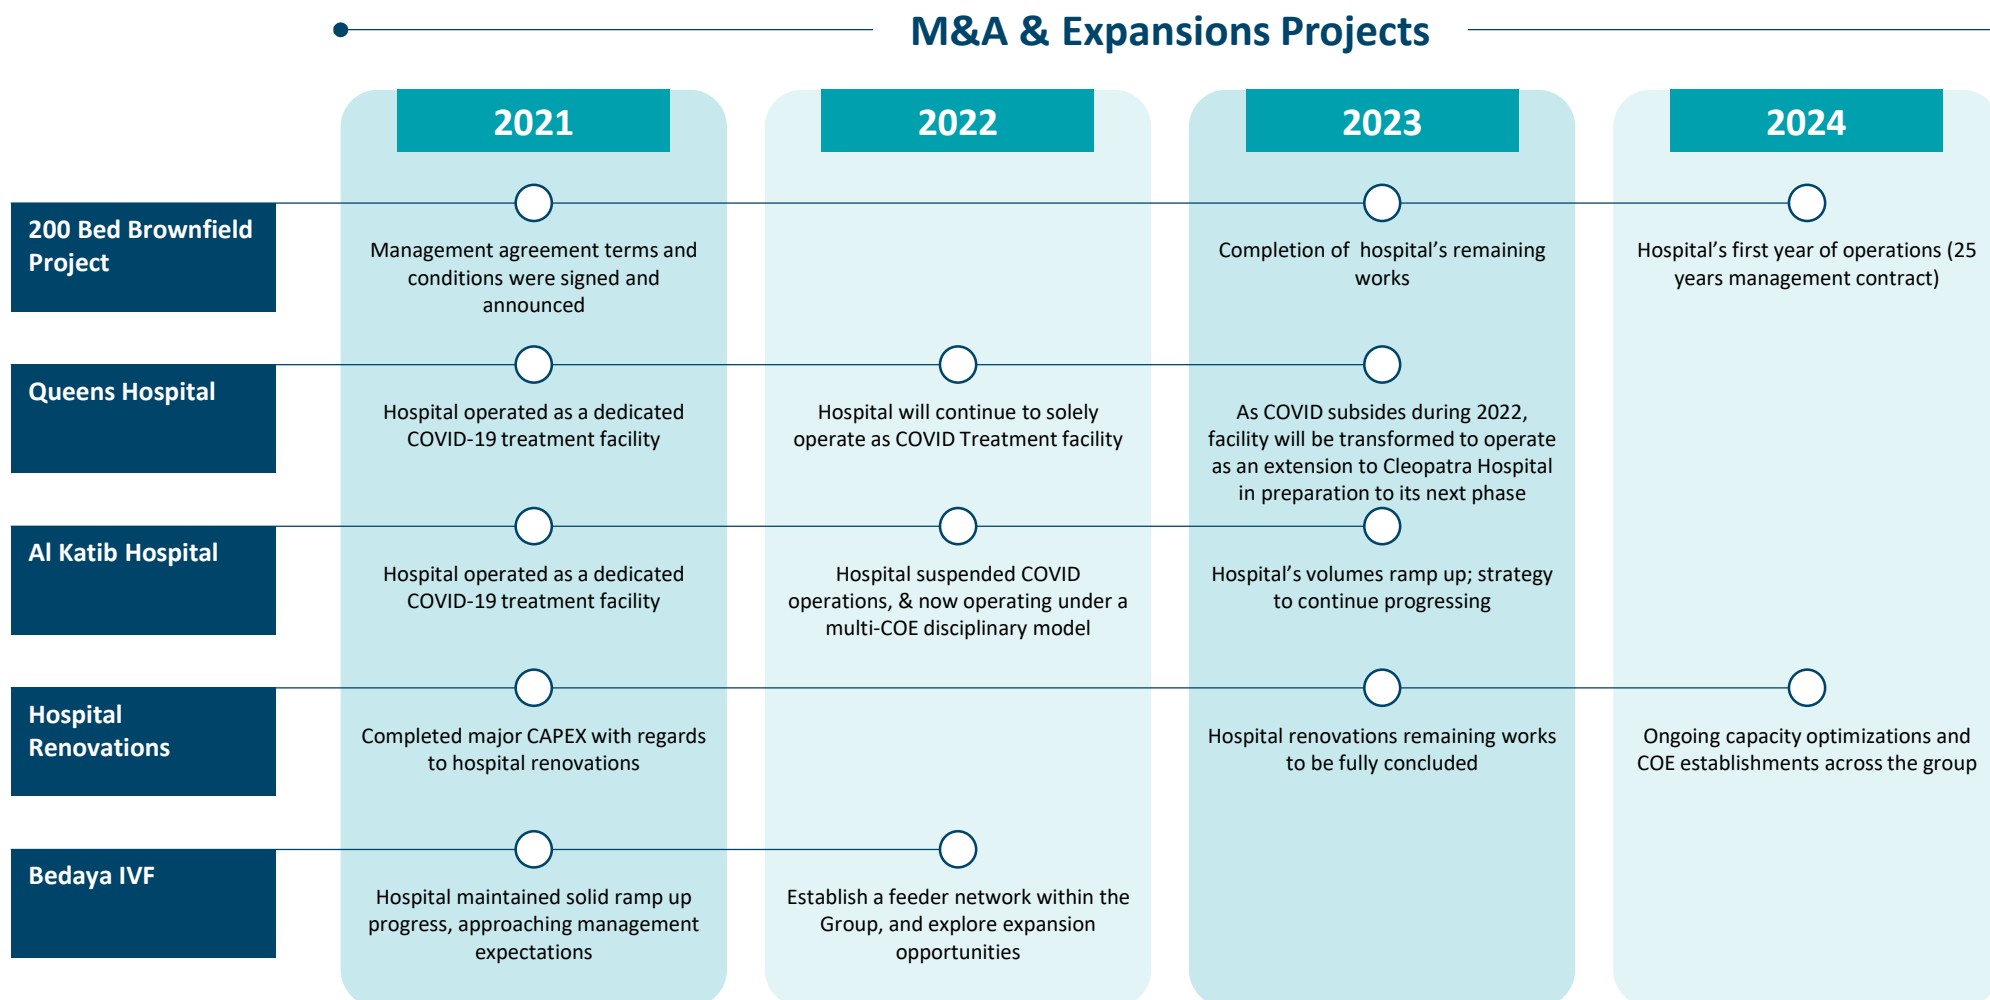 M&A & Expansions Projects
2021
2022
2023
2024
200 Bed Brownfield
Project
Management agreement terms and
conditions were signed and
announced
Completion of hospital's remaining
works
Hospital's first year of operations (25
years management contract)
Queens Hospital
Hospital operated as a dedicated
COVID-19 treatment facility
Hospital will continue to solely
operate as COVID Treatment facility
As COVID subsides during 2022,
facility will be transformed to operate
as an extension to Cleopatra Hospital
in preparation to its next phase
Al Katib Hospital
Hospital operated as a dedicated
COVID-19 treatment facility
Hospital suspended COVID
operations, & now operating under a
multi-COE disciplinary model
Hospital's volumes ramp up; strategy
to continue progressing
Hospital
Renovations
Completed major CAPEX with regards
to hospital renovations
Hospital renovations remaining works
to be fully concluded
Ongoing capacity optimizations and
COE establishments across the group
Bedaya IVF
Hospital maintained solid ramp up
progress, approaching management
expectations
Establish a feeder network within the
Group, and explore expansion
opportunities